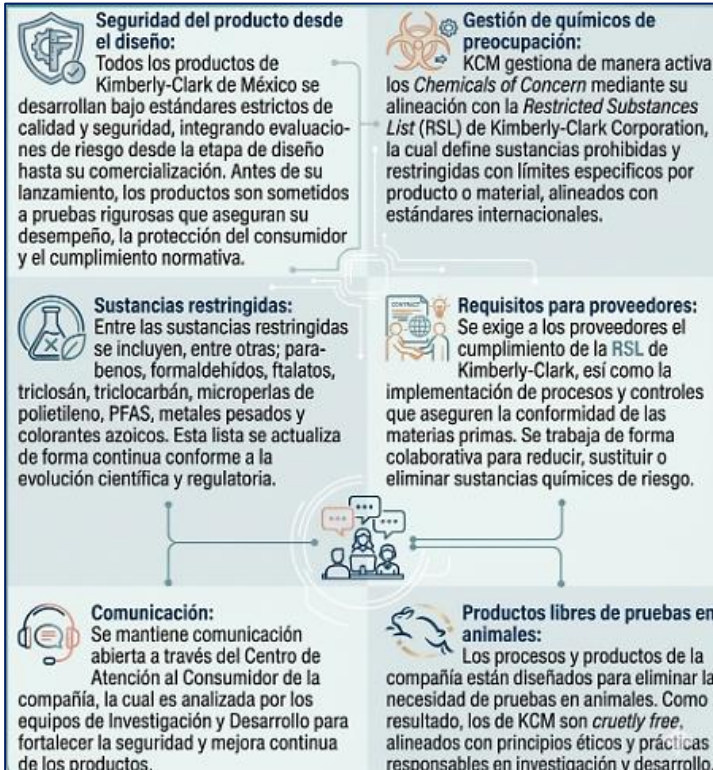 Seguridad del producto desde
el diseño:
Todos los productos de
Kimberly-Clark de México se
desarrollan bajo estándares estrictos de
calidad y seguridad, integrando evaluacio-
nes de riesgo desde la etapa de diseño
hasta su comercialización. Antes de su
lanzamiento, los productos son sometidos
a pruebas rigurosas que aseguran su
desempeño, la protección del consumidor
y el cumplimiento normativa.
Gestión de químicos de
preocupación:
KCM gestiona de manera activa
los Chemicals of Concern mediante su
alineación con la Restricted Substances
List (RSL) de Kimberly-Clark Corporation,
la cual define sustancias prohibidas y
restringidas con límites especificos por
producto o material, alineados con
estándares internacionales.
Sustancias restringidas:
Entre las sustancias restringidas
se incluyen, entre otras; para-
benos, formaldehídos, ftalatos,
triclosán, triclocarbán, microperlas de
polietileno, PFAS, metales pesados y
colorantes azoicos. Esta lista se actualiza
de forma continua conforme a la
evolución científica y regulatoria.
CONTRACT
Requisitos para proveedores:
Se exige a los proveedores el
cumplimiento de la RSL de
Kimberly-Clark, esí como la
implementación de procesos y controles
que aseguren la conformidad de las
materias primas. Se trabaja de forma
colaborativa para reducir, sustituir o
eliminar sustancias químices de riesgo.
Comunicación:
Se mantiene comunicación
abierta a través del Centro de
Atención al Consumidor de la
compañía, la cual es analizada por los
equipos de Investigación y Desarrollo para
fortalecer la seguridad y mejora continua
de los productos.
Productos libres de pruebas en
animales:
Los procesos y productos de la
compañía están diseñados para eliminar la
necesidad de pruebas en animales. Como
resultado, los de KCM son cruetly free,
alineados con principios éticos y prácticas
responsables en investigación y desarrollo.